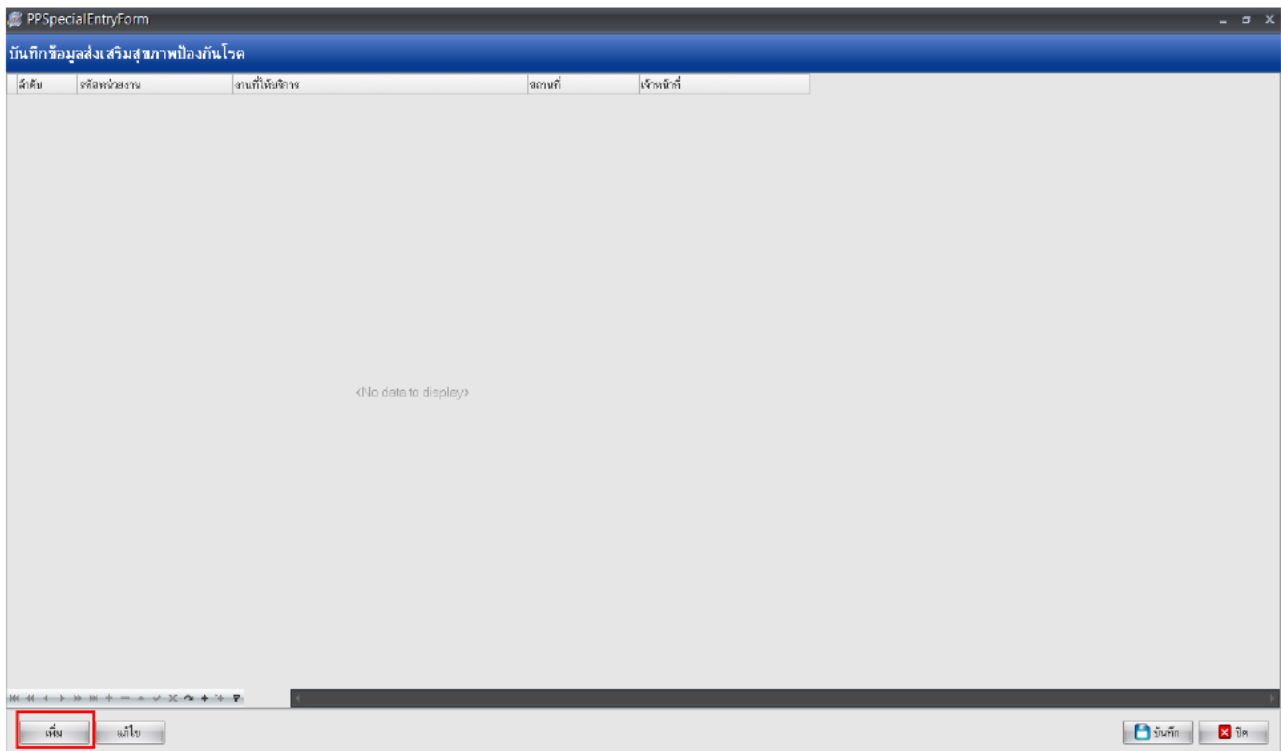 PPSpecialEntryForm
บันทึกข้อมูลส่งเสริมสุขภาพป้องกันโรค
ลำดับ รหัสหน่วยงาน งานที่ให้บริการ สถานที่ เจ้าหน้าที่
<No data to display>
เพิ่ม แก้ไข บันทึก ปิด